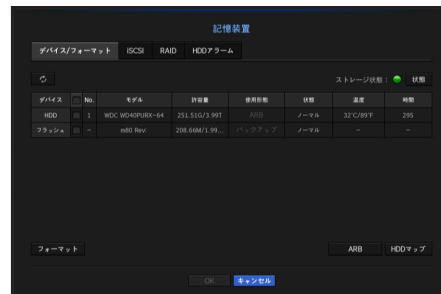 記憶装置
デバイス/フォーマット iSCSI RAID HDDアラーム
ストレージ状態: 状態
デバイス No. モデル 許容量 使用形態 状態 温度 時間
HDD 1 WDC WD40PURX-64 251.51G/3.99T ARB ノーマル 32℃/89℉ 295
フラッシュ - m80 Rev: 208.66M/1.99... バックアップ ノーマル - -
フォーマット ARB HDDマップ
OK キャンセル